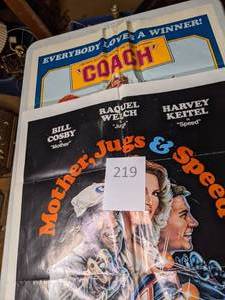 EVERYBODY LOVES A WINNER!
"COACH"
BILL
COSBY
"Mother"
RAQUEL
WELCH
"Jugs"
HARVEY
KEITEL
"Speed"
Mother, Jugs & Speed
219